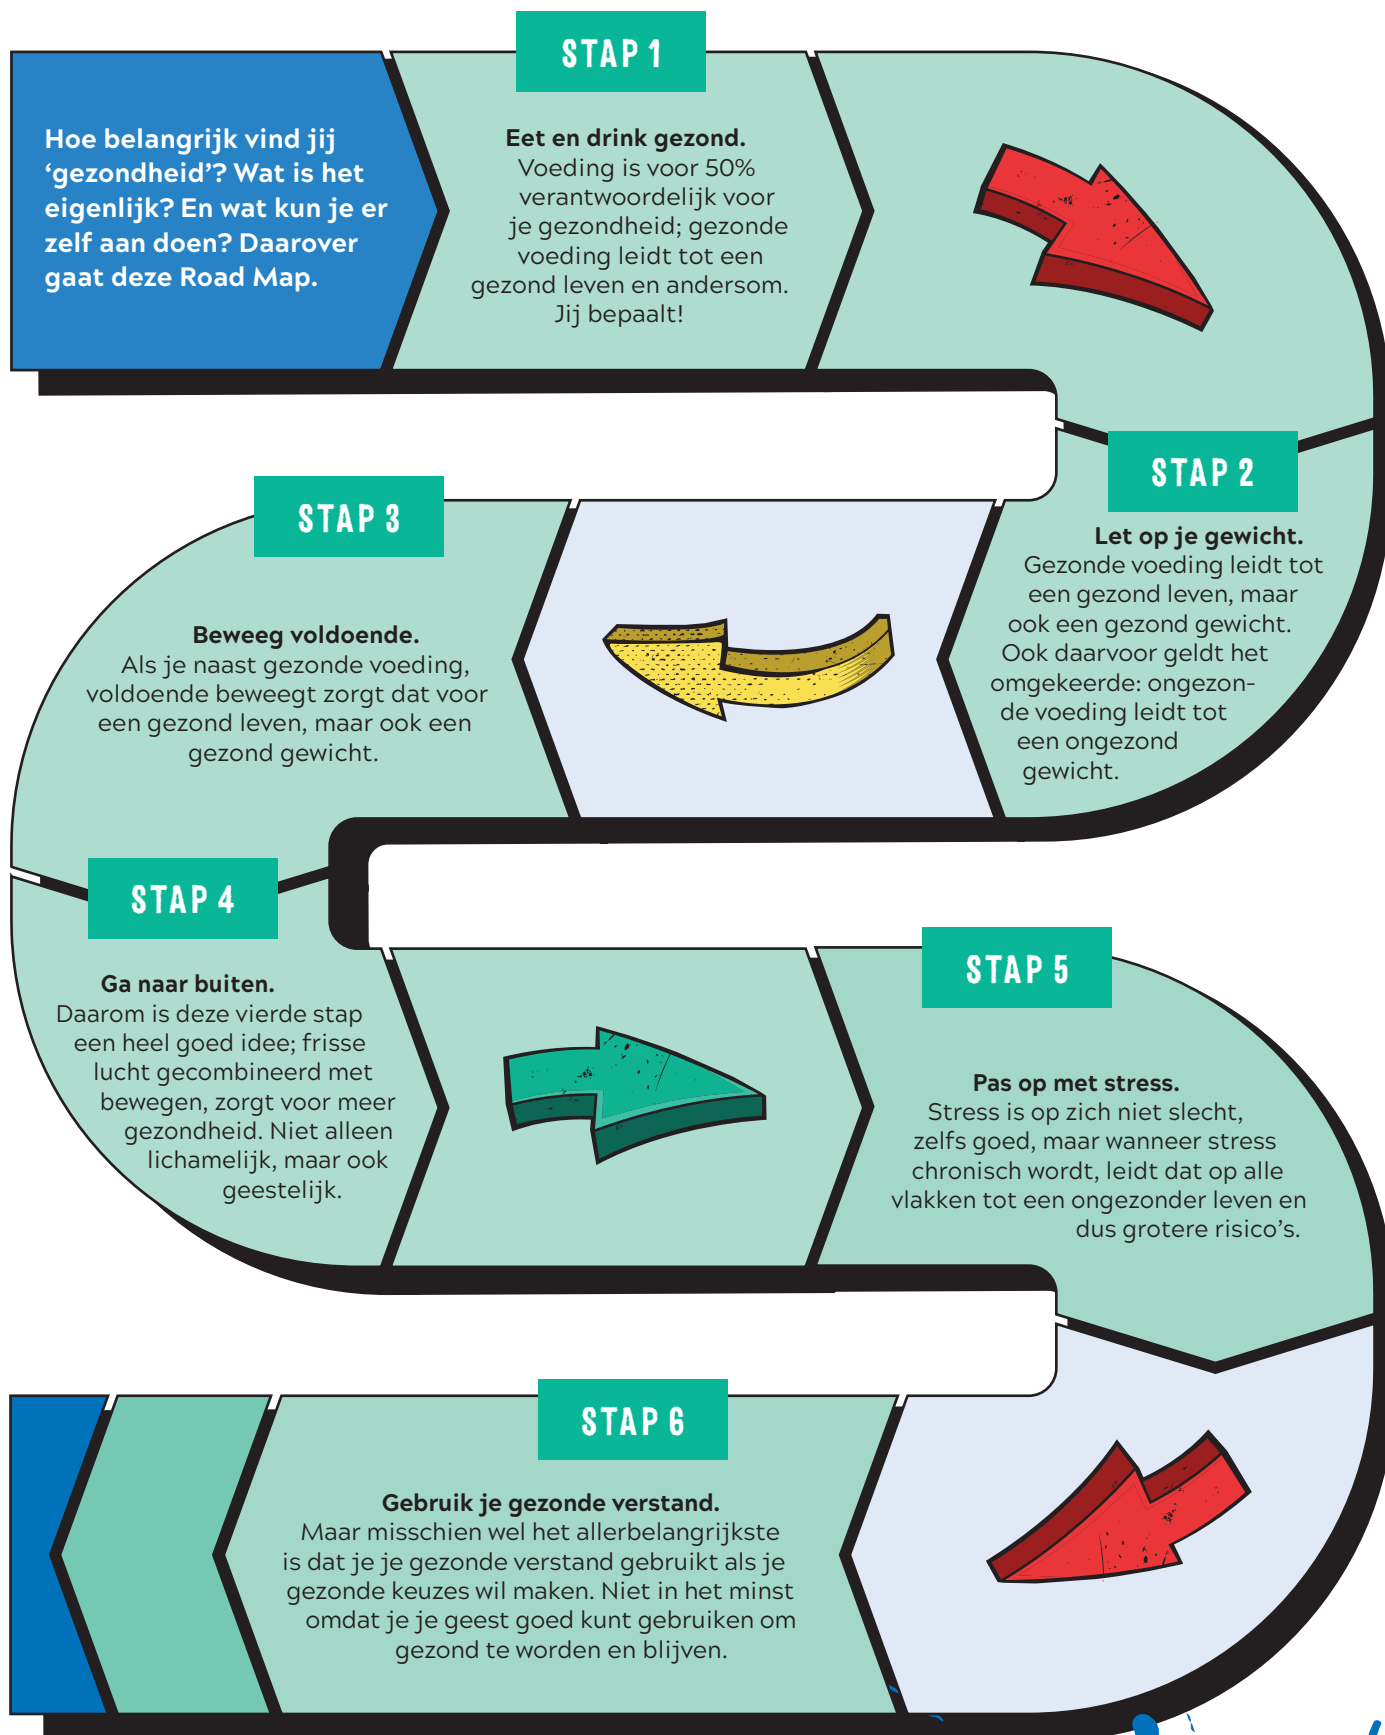 Hoe belangrijk vind jij
‘gezondheid’? Wat is het
eigenlijk? En wat kun je er
zelf aan doen? Daarover
gaat deze Road Map.
STAP 1
Eet en drink gezond.
Voeding is voor 50%
verantwoordelijk voor
je gezondheid; gezonde
voeding leidt tot een
gezond leven en andersom.
Jij bepaalt!
STAP 2
Let op je gewicht.
Gezonde voeding leidt tot
een gezond leven, maar
ook een gezond gewicht.
Ook daarvoor geldt het
omgekeerde: ongezon-
de voeding leidt tot
een ongezond
gewicht.
STAP 3
Beweeg voldoende.
Als je naast gezonde voeding,
voldoende beweegt zorgt dat voor
een gezond leven, maar ook een
gezond gewicht.
STAP 4
Ga naar buiten.
Daarom is deze vierde stap
een heel goed idee; frisse
lucht gecombineerd met
bewegen, zorgt voor meer
gezondheid. Niet alleen
lichamelijk, maar ook
geestelijk.
STAP 5
Pas op met stress.
Stress is op zich niet slecht,
zelfs goed, maar wanneer stress
chronisch wordt, leidt dat op alle
vlakken tot een ongezonder leven en
dus grotere risico’s.
STAP 6
Gebruik je gezonde verstand.
Maar misschien wel het allerbelangrijkste
is dat je je gezonde verstand gebruikt als je
gezonde keuzes wil maken. Niet in het minst
omdat je je geest goed kunt gebruiken om
gezond te worden en blijven.